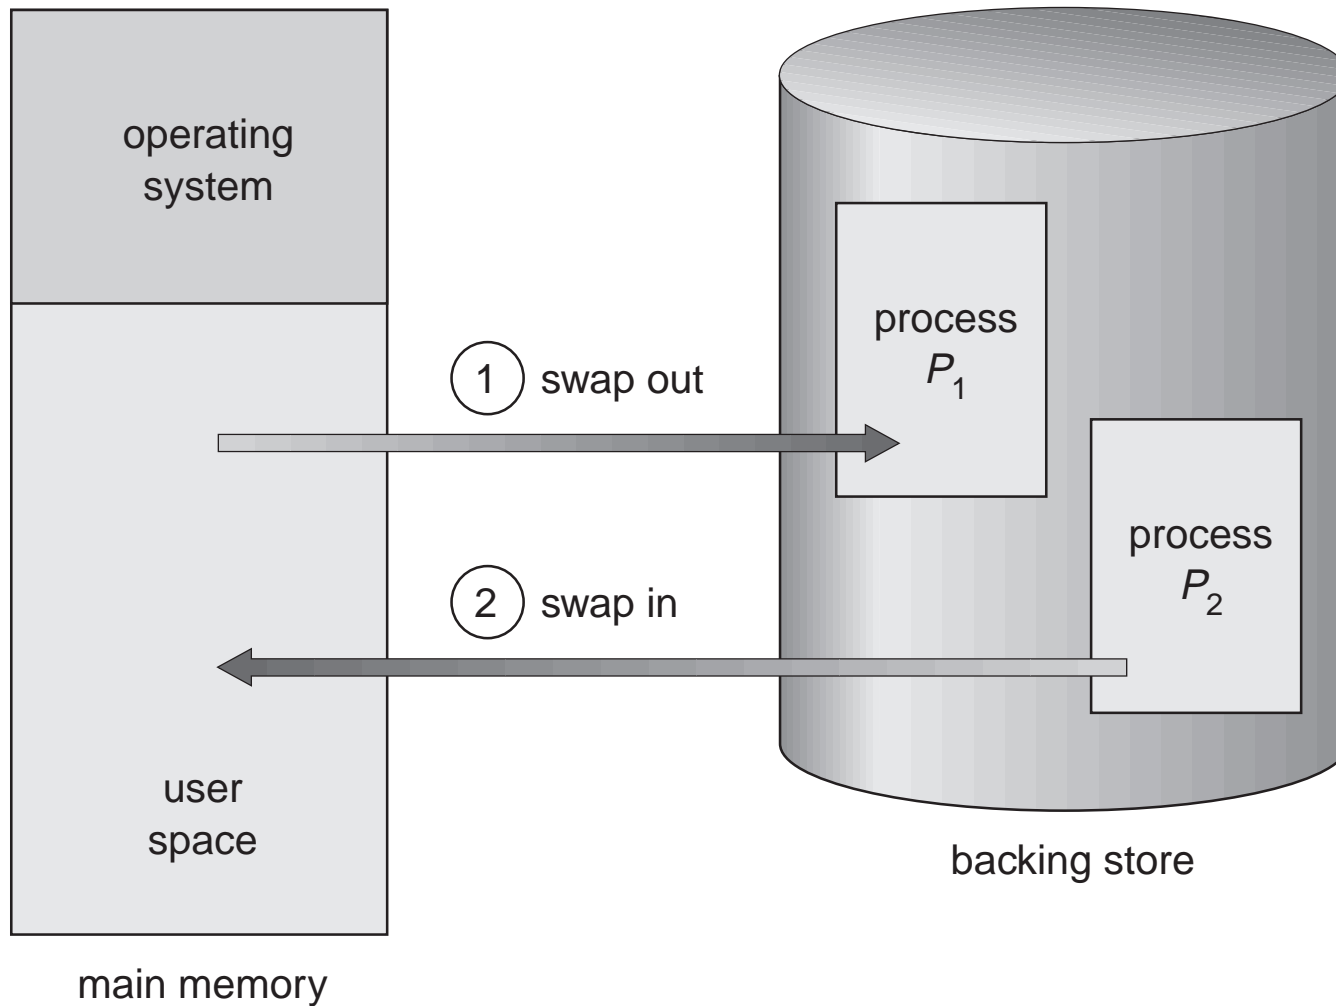 operating
system
1 swap out
process
P1
2 swap in
process
P2
user
space
backing store
main memory